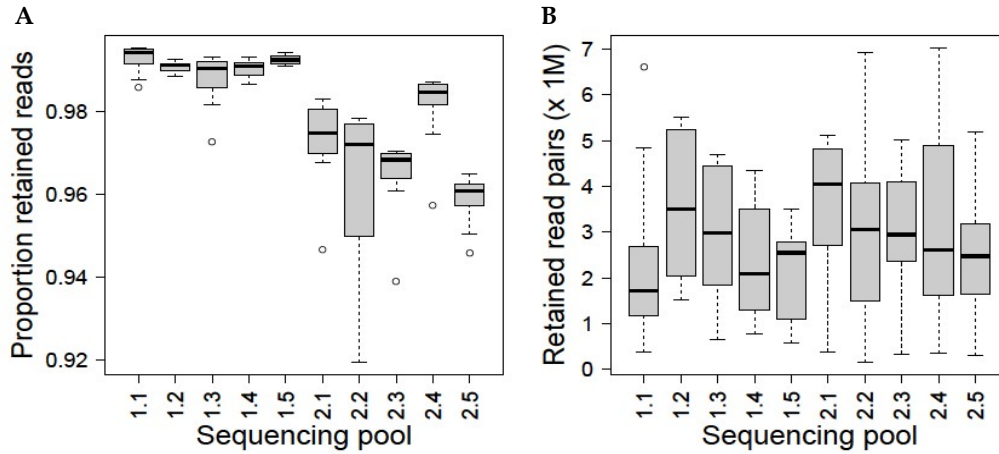 A
Proportion retained reads
0.98
0.96
0.94
0.92
1.1 1.2 1.3 1.4 1.5 2.1 2.2 2.3 2.4 2.5
Sequencing pool
B
Retained read pairs (x 1M)
7
6
5
4
3
2
1
0
1.1 1.2 1.3 1.4 1.5 2.1 2.2 2.3 2.4 2.5
Sequencing pool